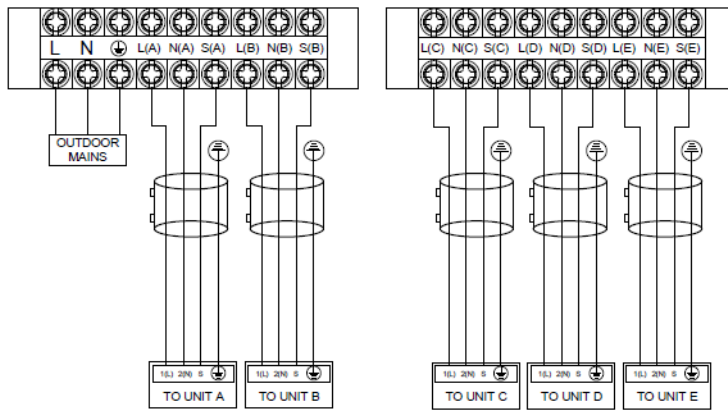 L N L(A) N(A) S(A) L(B) N(B) S(B)
L(C) N(C) S(C) L(D) N(D) S(D) L(E) N(E) S(E)
OUTDOOR
MAINS
1(L) 2(N) S
TO UNIT A
1(L) 2(N) S
TO UNIT B
1(L) 2(N) S
TO UNIT C
1(L) 2(N) S
TO UNIT D
1(L) 2(N) S
TO UNIT E